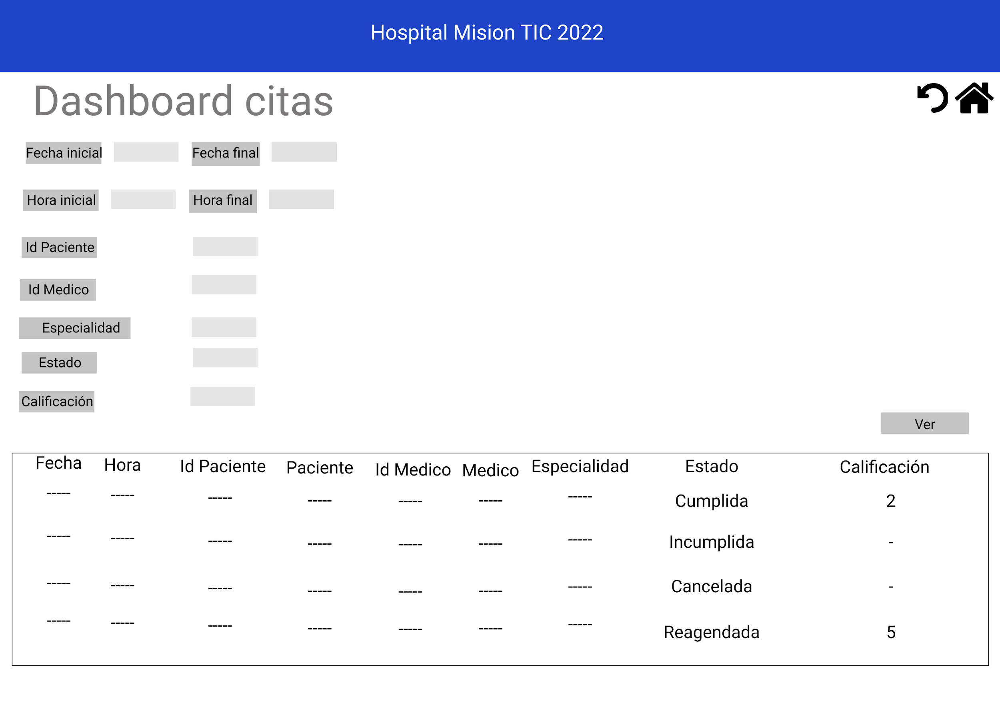 Hospital Mision TIC 2022
Dashboard citas
Fecha inicial Fecha final
Hora inicial Hora final
Id Paciente
Id Medico
Especialidad
Estado
Calificación
Ver
Fecha Hora Id Paciente Paciente Id Medico Medico Especialidad Estado Calificación
----- ----- ----- ----- ----- ----- ----- Cumplida 2
----- ----- ----- ----- ----- ----- ----- Incumplida -
----- ----- ----- ----- ----- ----- ----- Cancelada -
----- ----- ----- ----- ----- ----- ----- Reagendada 5